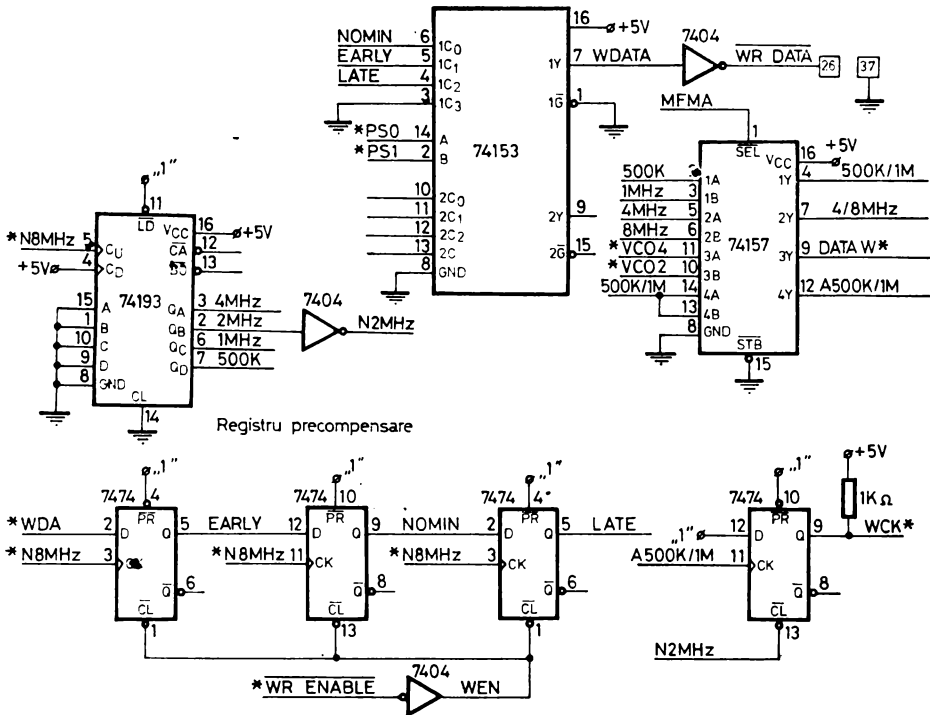 NOMIN 6 1C0
EARLY 5 1C1
LATE 4 1C2
3 1C3
*PS0 14 A
*PS1 2 B
10 2C0
11 2C1
12 2C2
13 2C
8 GND
74153
16 +5V
1Y 7 WDATA
7404
WR DATA 26 37
1G 1
2Y 9
2G 15
MFMA
1
SEL
VCC 16 +5V
500K 1A
1MHz 3 1B
4MHz 5 2A
8MHz 6 2B
*VCO4 11 3A
*VCO2 10 3B
500K/1M 14 4A
13 4B
8 GND
74157
1Y 4 500K/1M
2Y 7 4/8MHz
3Y 9 DATA W*
4Y 12 A500K/1M
STB
15
„1"
11
LD
*N8MHz 5 CU
+5V 4 CD
VCC 16 +5V
CA 12
13
74193
15 A
1 B
10 C
9 D
8 GND
QA 3 4MHz
QB 2 2MHz
QC 6 1MHz
QD 7 500K
7404
N2MHz
CL
14
Registru precompensare
„1"
7474 4
PR
*WDA 2 D
*N8MHz 3
Q 5 EARLY
Q 6
CL
1
„1"
7474 10
PR
12 D
*N8MHz 11 CK
Q 9 NOMIN
Q 8
CL
13
„1"
7474 4
PR
2 D
*N8MHz 3 CK
Q 5 LATE
Q 6
CL
1
„1"
7474 10
PR
„1" 12 D
A500K/1M 11 CK
Q 9 WCK*
+5V
1KΩ
Q 8
CL
N2MHz 13
7404
*WR ENABLE WEN